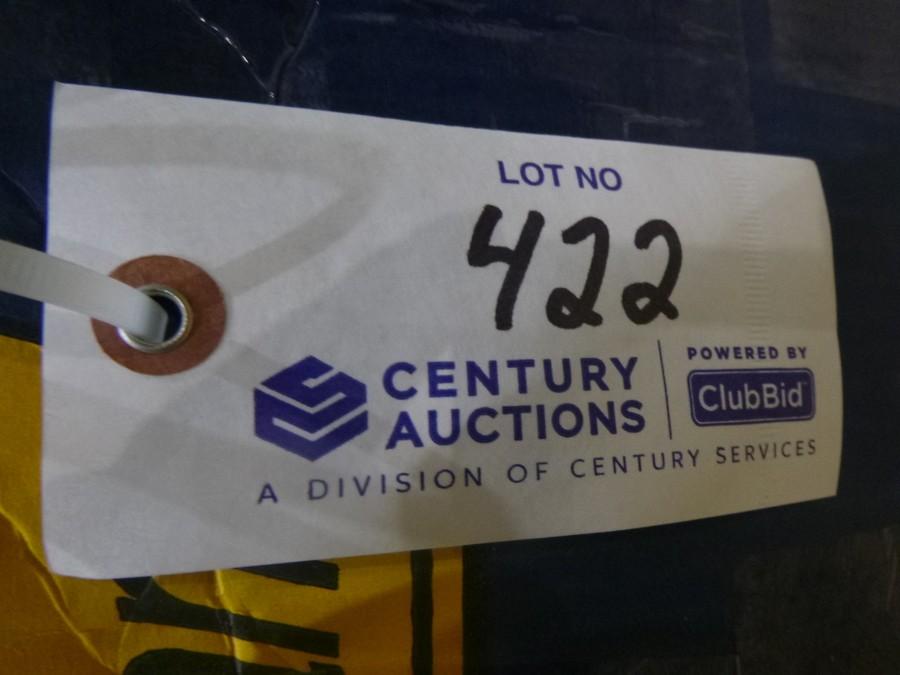 LOT NO
422
CENTURY
AUCTIONS
POWERED BY
ClubBid
A DIVISION OF CENTURY SERVICES